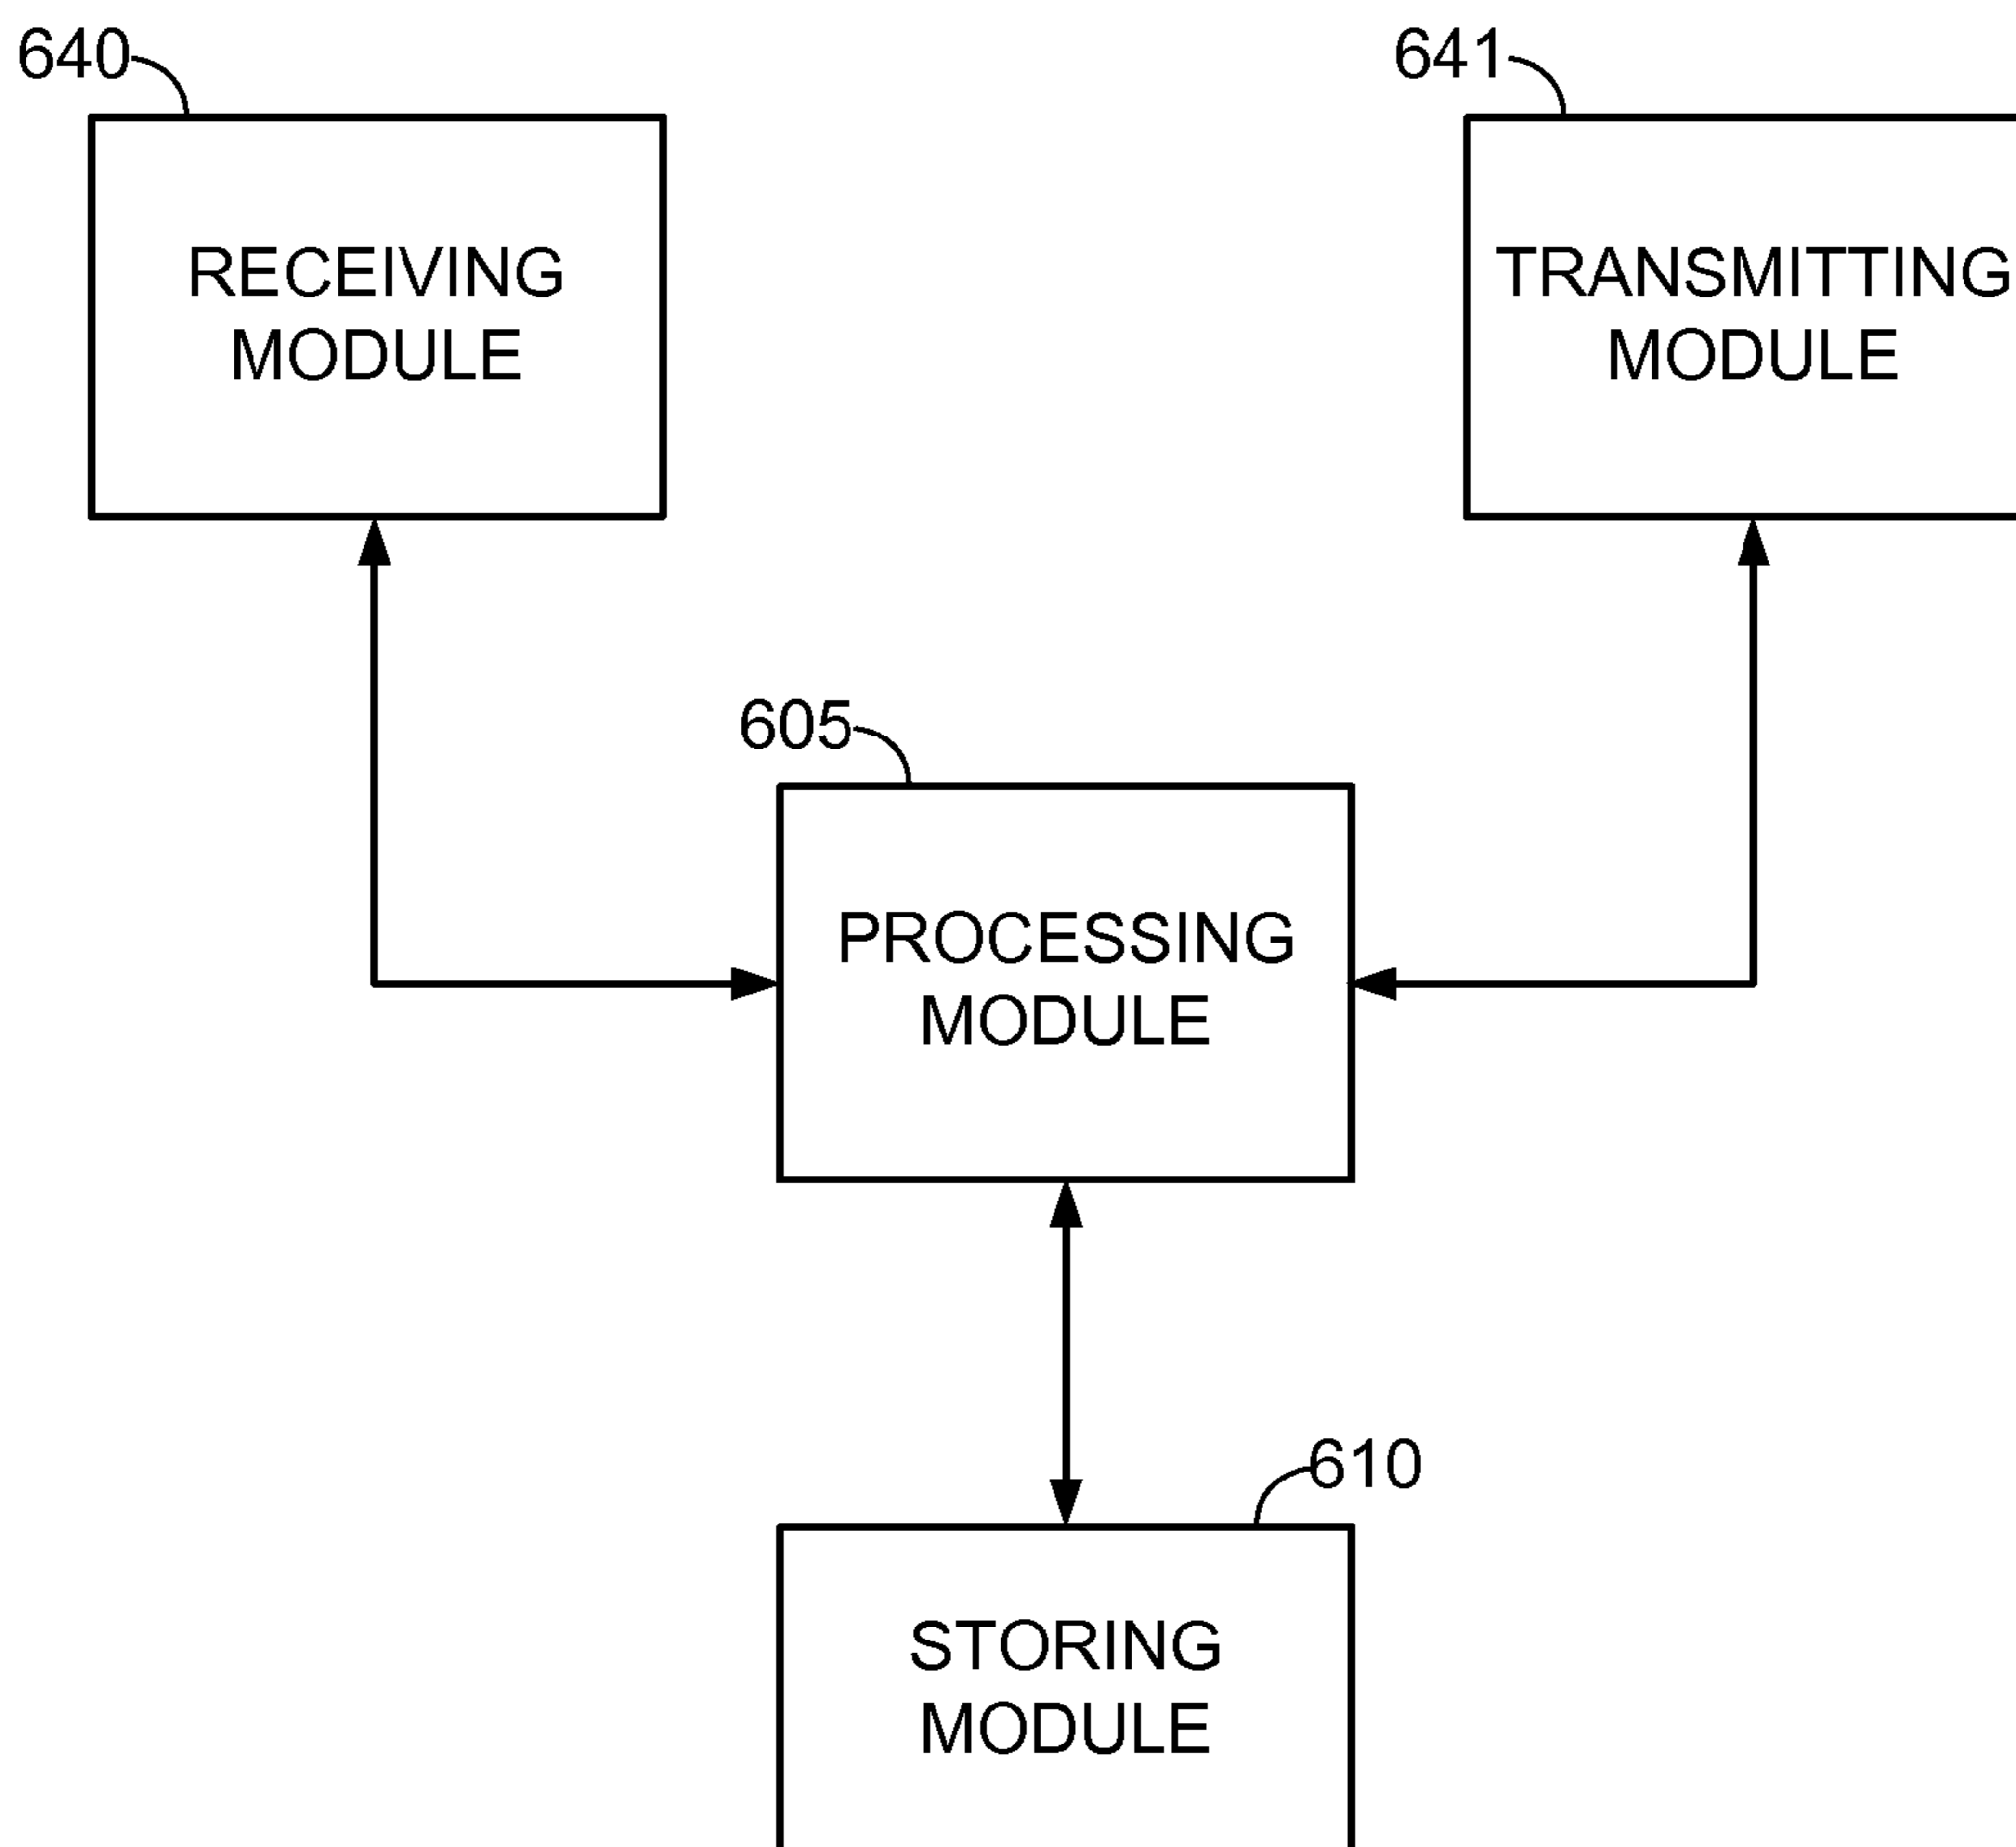 640
641
RECEIVING
MODULE
TRANSMITTING
MODULE
605
PROCESSING
MODULE
610
STORING
MODULE